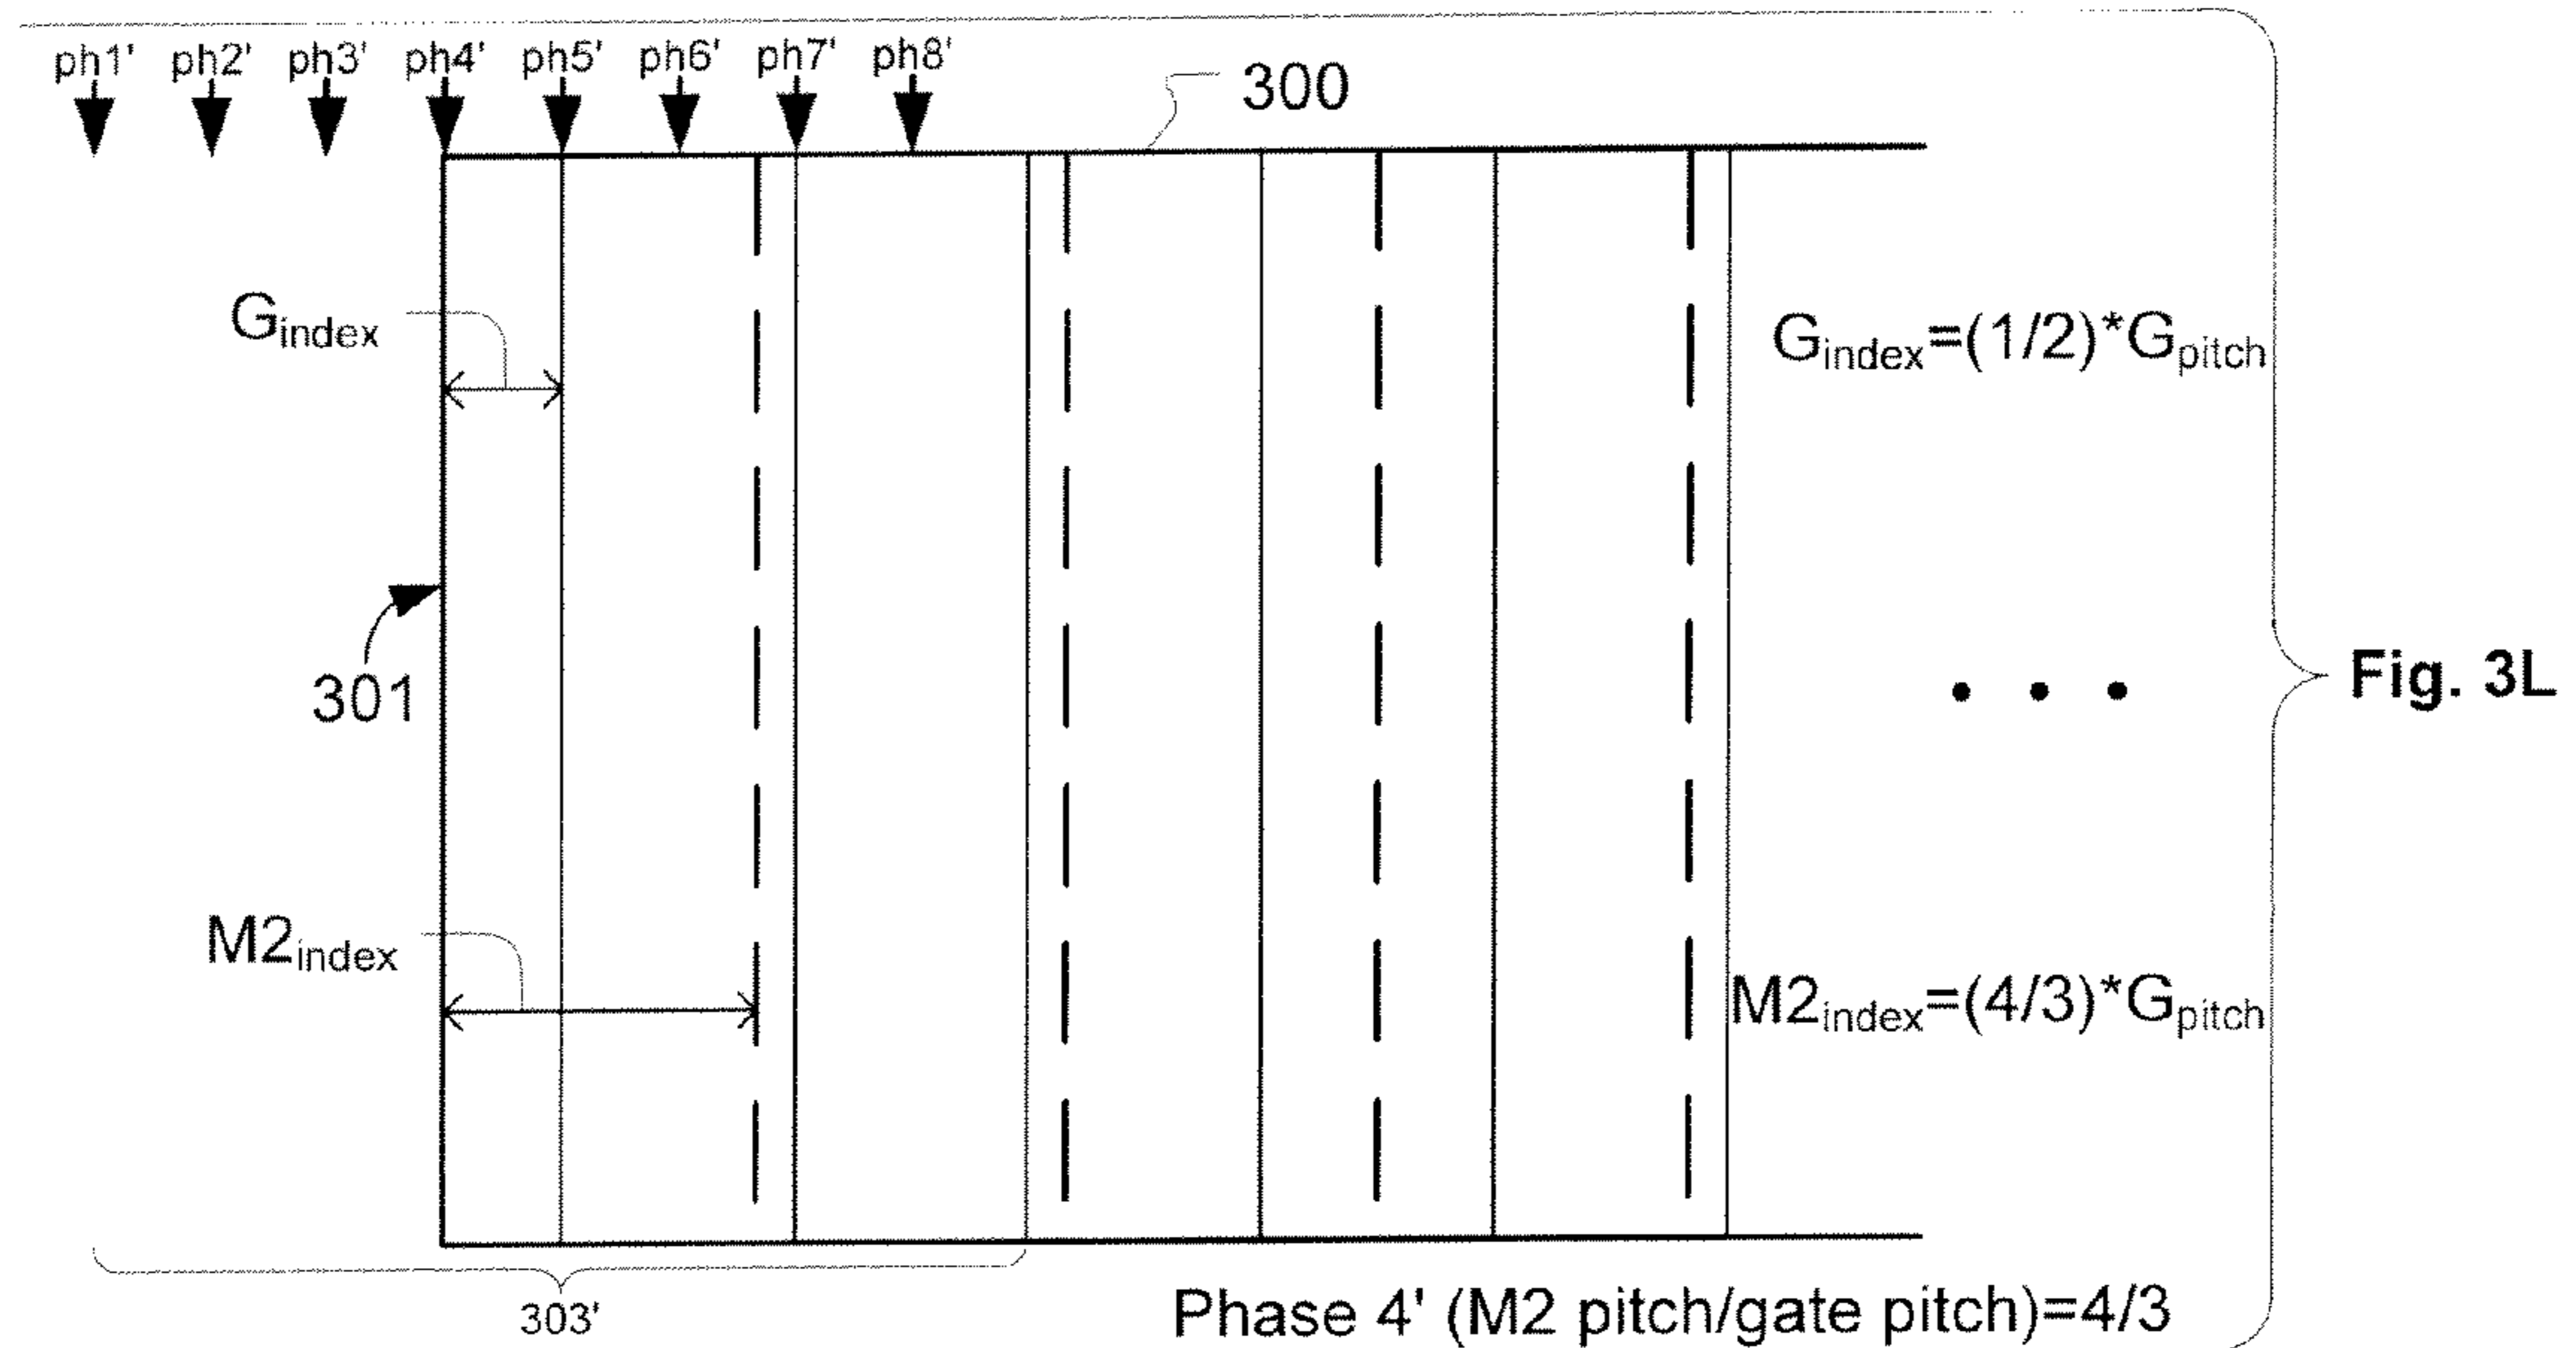 ph1' ph2' ph3' ph4' ph5' ph6' ph7' ph8'
300
Gindex
Gindex=(1/2)*Gpitch
301
Fig. 3L
M2index
M2index=(4/3)*Gpitch
303'
Phase 4' (M2 pitch/gate pitch)=4/3